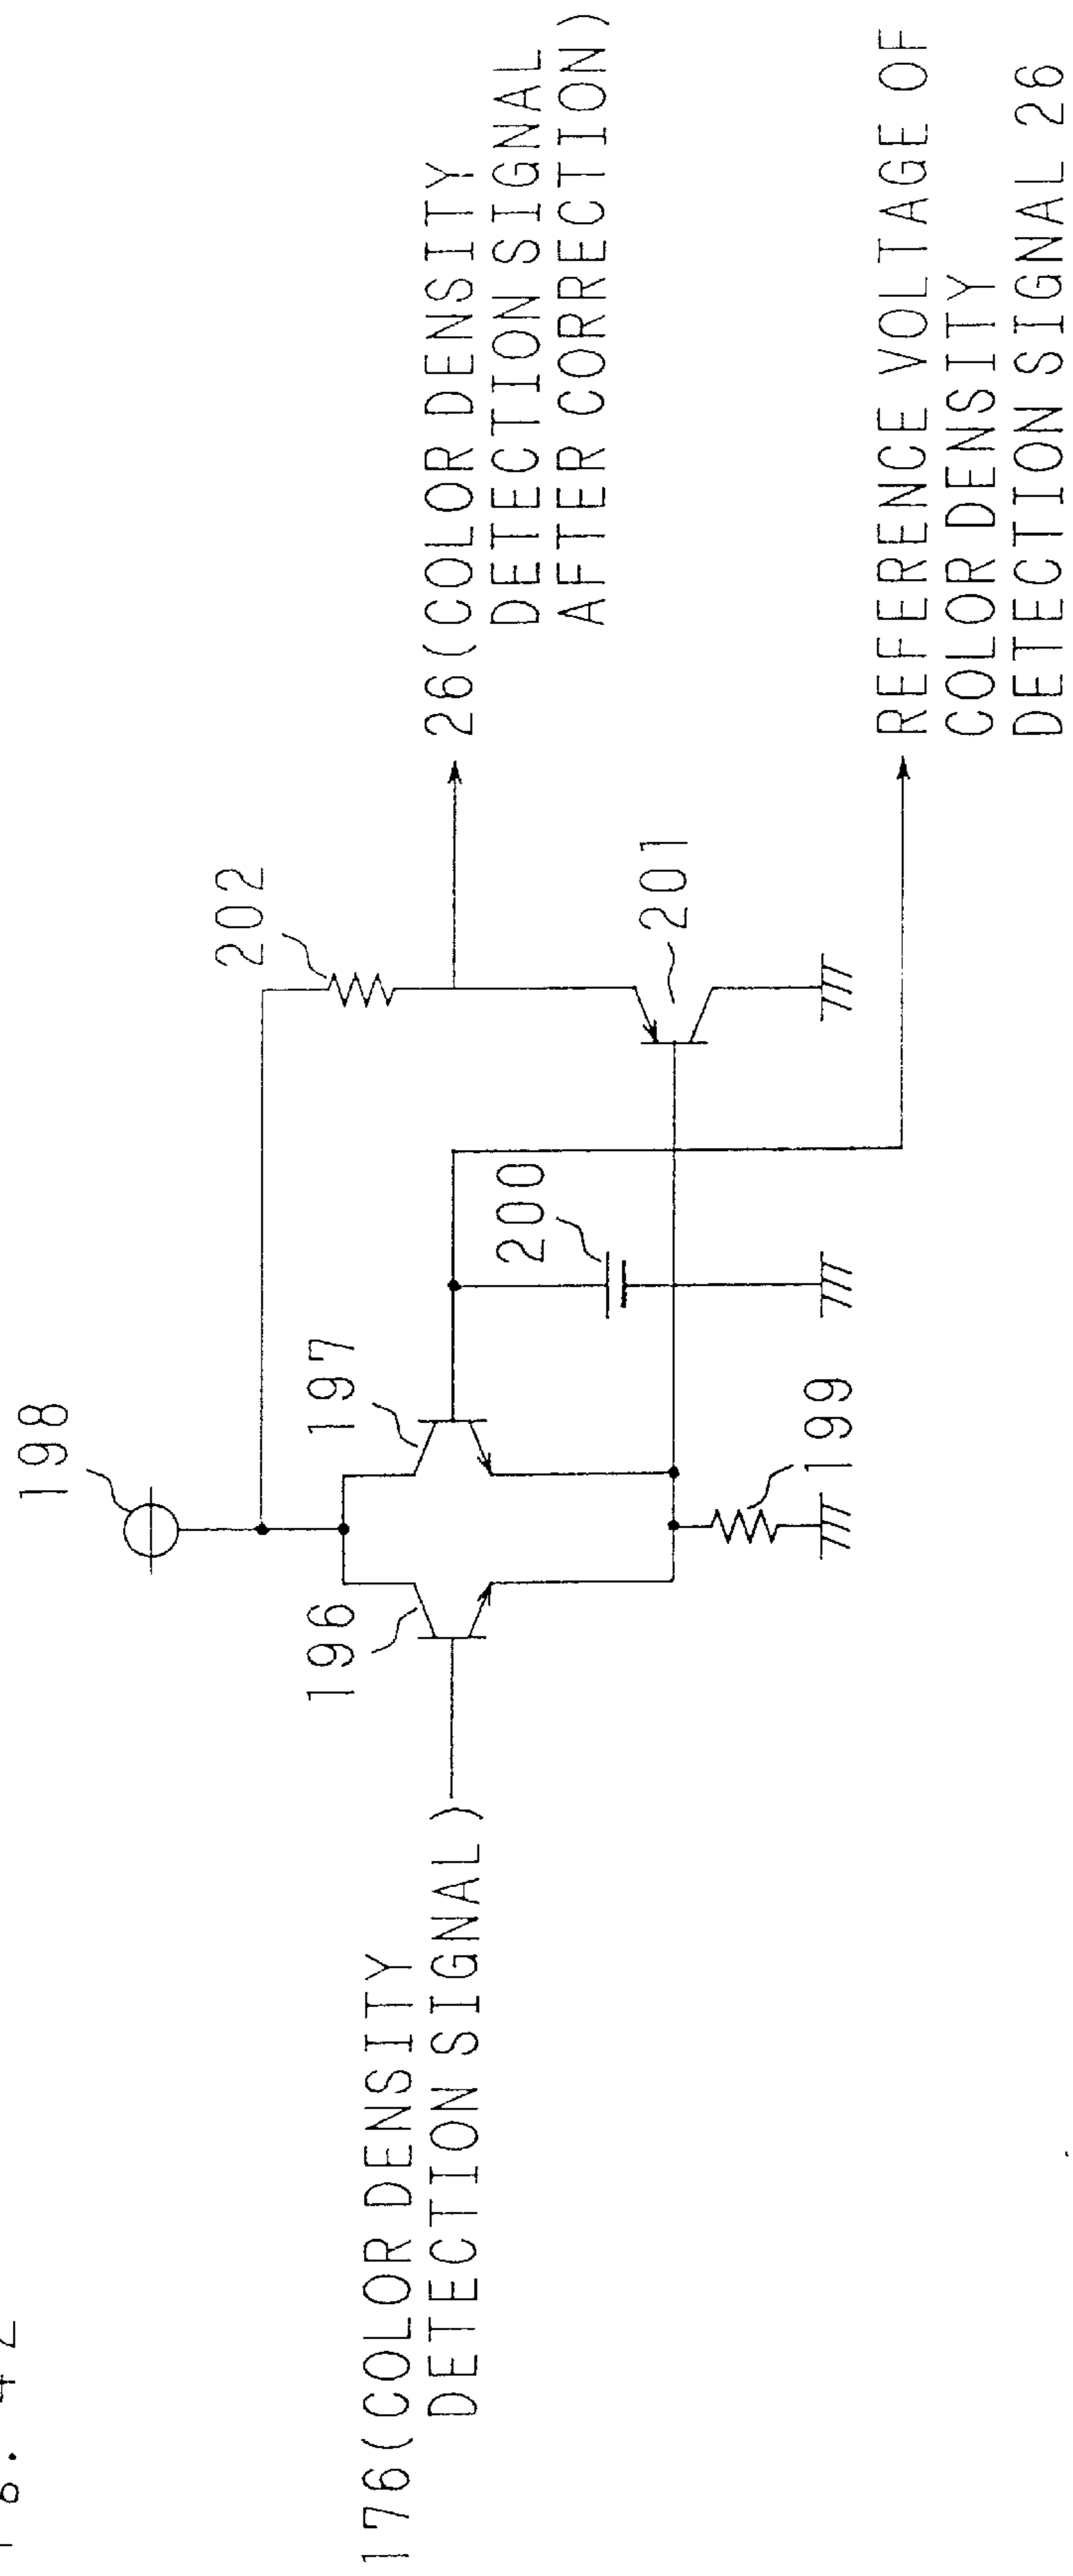 198
202
196
197
176(COLOR DENSITY
DETECTION SIGNAL)
26(COLOR DENSITY
DETECTION SIGNAL
AFTER CORRECTION)
200
201
199
REFERENCE VOLTAGE OF
COLOR DENSITY
DETECTION SIGNAL 26